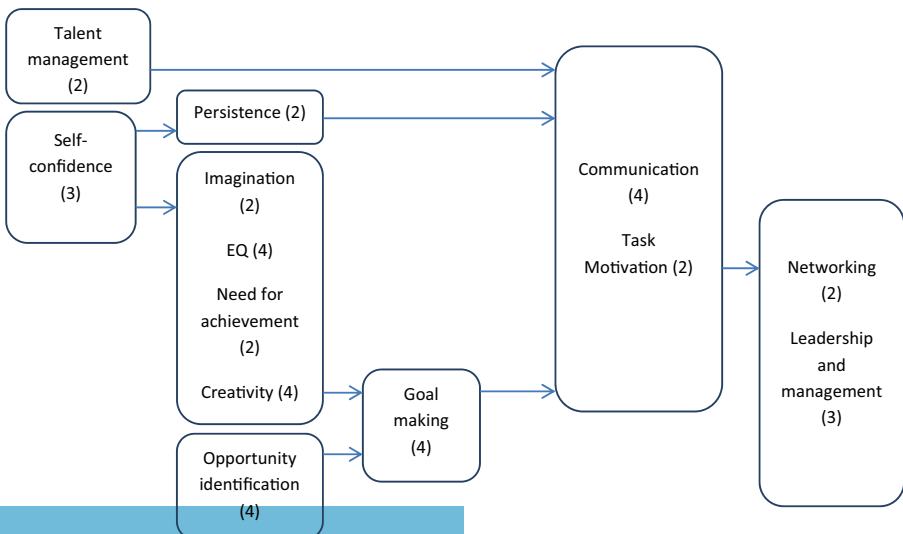 Talent
management
(2)
Self-
confidence
(3)
Persistence (2)
Imagination
(2)
EQ (4)
Need for
achievement
(2)
Creativity (4)
Opportunity
identification
(4)
Goal
making
(4)
Communication
(4)
Task
Motivation (2)
Networking
(2)
Leadership
and
management
(3)